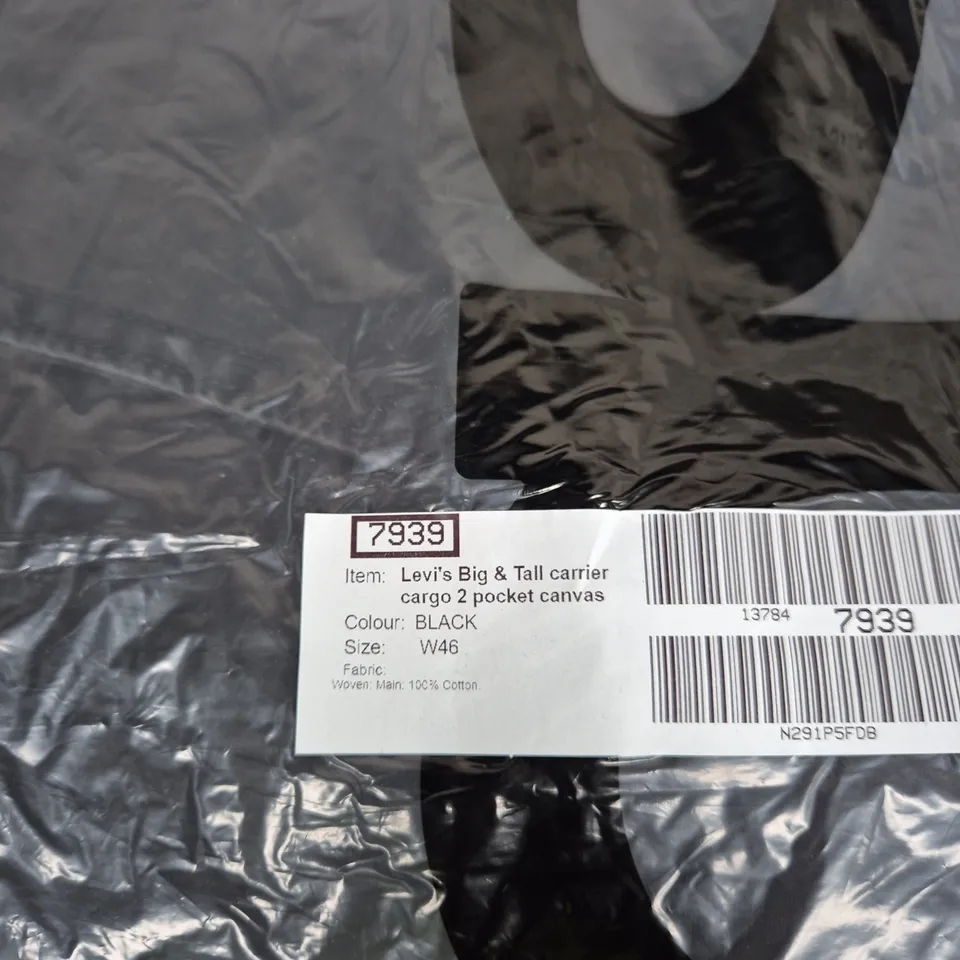 7939
Item: Levi's Big & Tall carrier
cargo 2 pocket canvas
Colour: BLACK
Size: W46
Fabric:
Woven: Main: 100% Cotton.
13784 7939
N291P5FDB